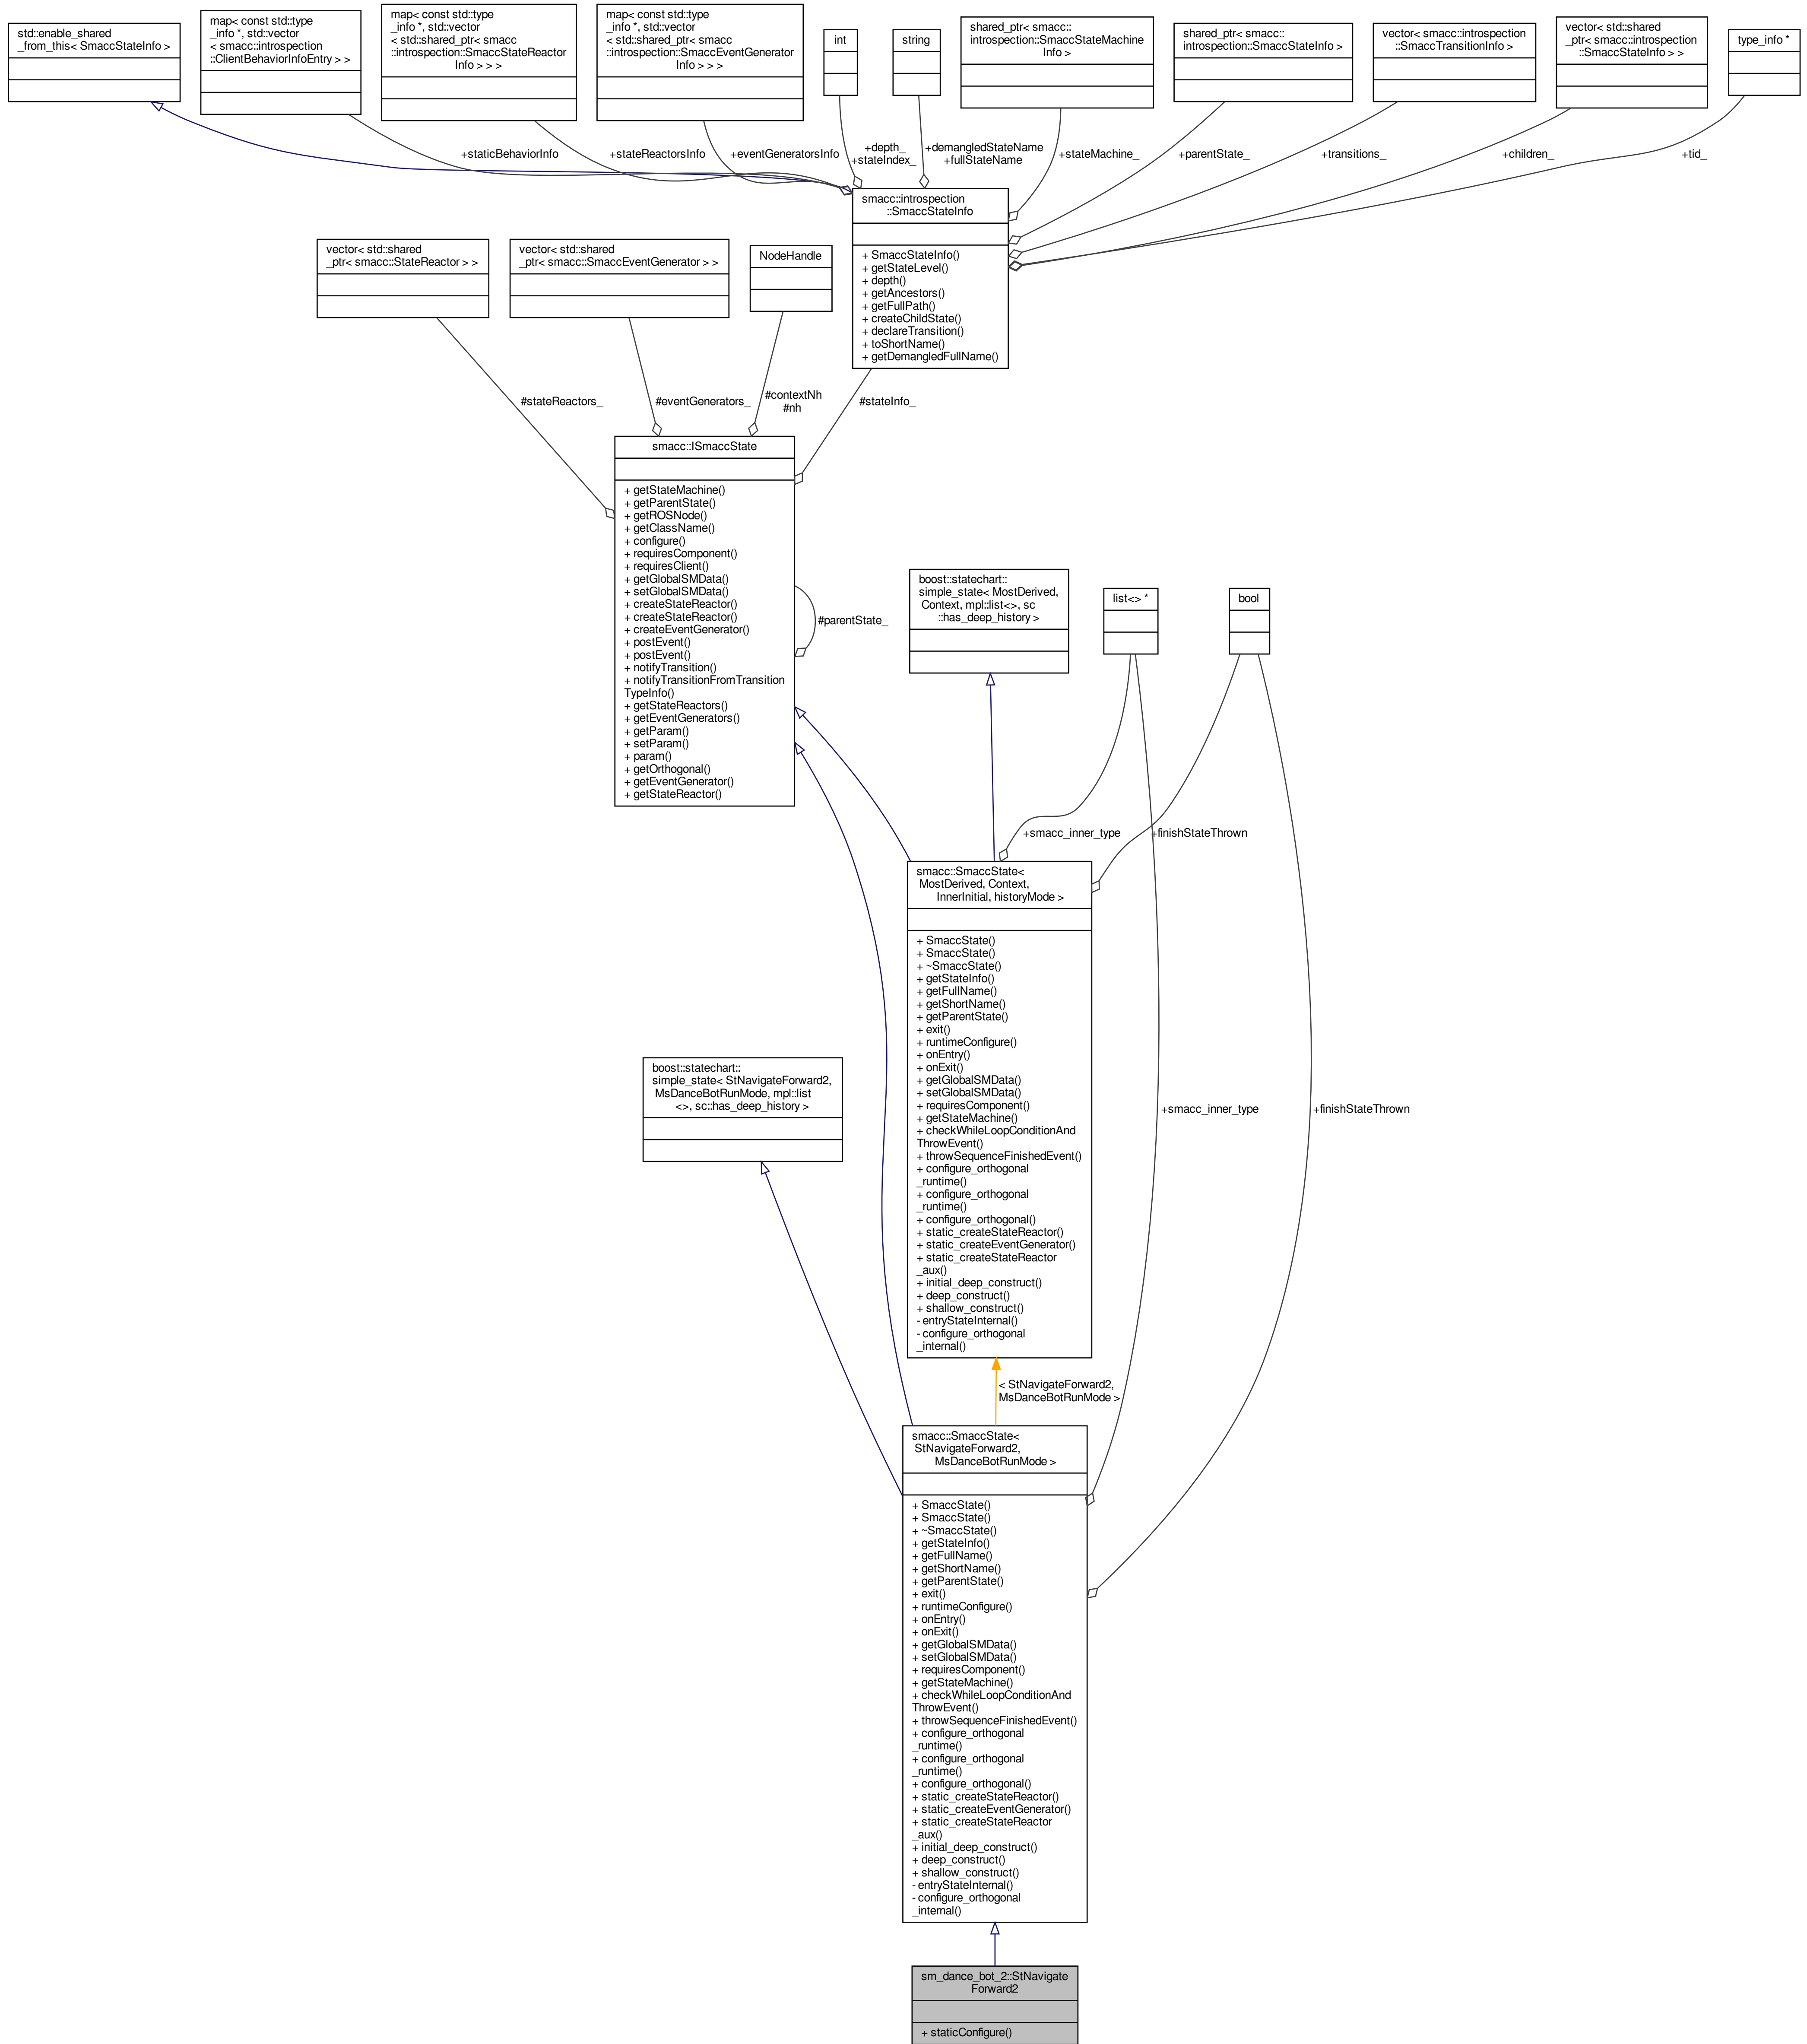 std::enable_shared
_from_this< SmaccStateInfo >
map< const std::type
_info *, std::vector
< smacc::introspection
::ClientBehaviorInfoEntry > >
map< const std::type
_info *, std::vector
< std::shared_ptr< smacc
::introspection::SmaccStateReactor
Info > > >
map< const std::type
_info *, std::vector
< std::shared_ptr< smacc
::introspection::SmaccEventGenerator
Info > > >
int
string
shared_ptr< smacc::
introspection::SmaccStateMachine
Info >
shared_ptr< smacc::
introspection::SmaccStateInfo >
vector< smacc::introspection
::SmaccTransitionInfo >
vector< std::shared
_ptr< smacc::introspection
::SmaccStateInfo > >
type_info *
+staticBehaviorInfo
+stateReactorsInfo
+eventGeneratorsInfo
+depth_
+stateIndex_
+demangledStateName
+fullStateName
+stateMachine_
+parentState_
+transitions_
+children_
+tid_
smacc::introspection
::SmaccStateInfo
+ SmaccStateInfo()
+ getStateLevel()
+ depth()
+ getAncestors()
+ getFullPath()
+ createChildState()
+ declareTransition()
+ toShortName()
+ getDemangledFullName()
vector< std::shared
_ptr< smacc::StateReactor > >
vector< std::shared
_ptr< smacc::SmaccEventGenerator > >
NodeHandle
#stateReactors_
#eventGenerators_
#contextNh
#nh
#stateInfo_
smacc::ISmaccState
+ getStateMachine()
+ getParentState()
+ getROSNode()
+ getClassName()
+ configure()
+ requiresComponent()
+ requiresClient()
+ getGlobalSMData()
+ setGlobalSMData()
+ createStateReactor()
+ createStateReactor()
+ createEventGenerator()
+ postEvent()
+ postEvent()
+ notifyTransition()
+ notifyTransitionFromTransition
TypeInfo()
+ getStateReactors()
+ getEventGenerators()
+ getParam()
+ setParam()
+ param()
+ getOrthogonal()
+ getEventGenerator()
+ getStateReactor()
#parentState_
boost::statechart::
simple_state< MostDerived,
Context, mpl::list<>, sc
::has_deep_history >
list<> *
bool
+smacc_inner_type
+finishStateThrown
smacc::SmaccState<
MostDerived, Context,
InnerInitial, historyMode >
+ SmaccState()
+ SmaccState()
+ ~SmaccState()
+ getStateInfo()
+ getFullName()
+ getShortName()
+ getParentState()
+ exit()
+ runtimeConfigure()
+ onEntry()
+ onExit()
+ getGlobalSMData()
+ setGlobalSMData()
+ requiresComponent()
+ getStateMachine()
+ checkWhileLoopConditionAnd
ThrowEvent()
+ throwSequenceFinishedEvent()
+ configure_orthogonal
_runtime()
+ configure_orthogonal
_runtime()
+ configure_orthogonal()
+ static_createStateReactor()
+ static_createEventGenerator()
+ static_createStateReactor
_aux()
+ initial_deep_construct()
+ deep_construct()
+ shallow_construct()
- entryStateInternal()
- configure_orthogonal
_internal()
boost::statechart::
simple_state< StNavigateForward2,
MsDanceBotRunMode, mpl::list
<>, sc::has_deep_history >
+smacc_inner_type
+finishStateThrown
< StNavigateForward2,
MsDanceBotRunMode >
smacc::SmaccState<
StNavigateForward2,
MsDanceBotRunMode >
+ SmaccState()
+ SmaccState()
+ ~SmaccState()
+ getStateInfo()
+ getFullName()
+ getShortName()
+ getParentState()
+ exit()
+ runtimeConfigure()
+ onEntry()
+ onExit()
+ getGlobalSMData()
+ setGlobalSMData()
+ requiresComponent()
+ getStateMachine()
+ checkWhileLoopConditionAnd
ThrowEvent()
+ throwSequenceFinishedEvent()
+ configure_orthogonal
_runtime()
+ configure_orthogonal
_runtime()
+ configure_orthogonal()
+ static_createStateReactor()
+ static_createEventGenerator()
+ static_createStateReactor
_aux()
+ initial_deep_construct()
+ deep_construct()
+ shallow_construct()
- entryStateInternal()
- configure_orthogonal
_internal()
sm_dance_bot_2::StNavigate
Forward2
+ staticConfigure()